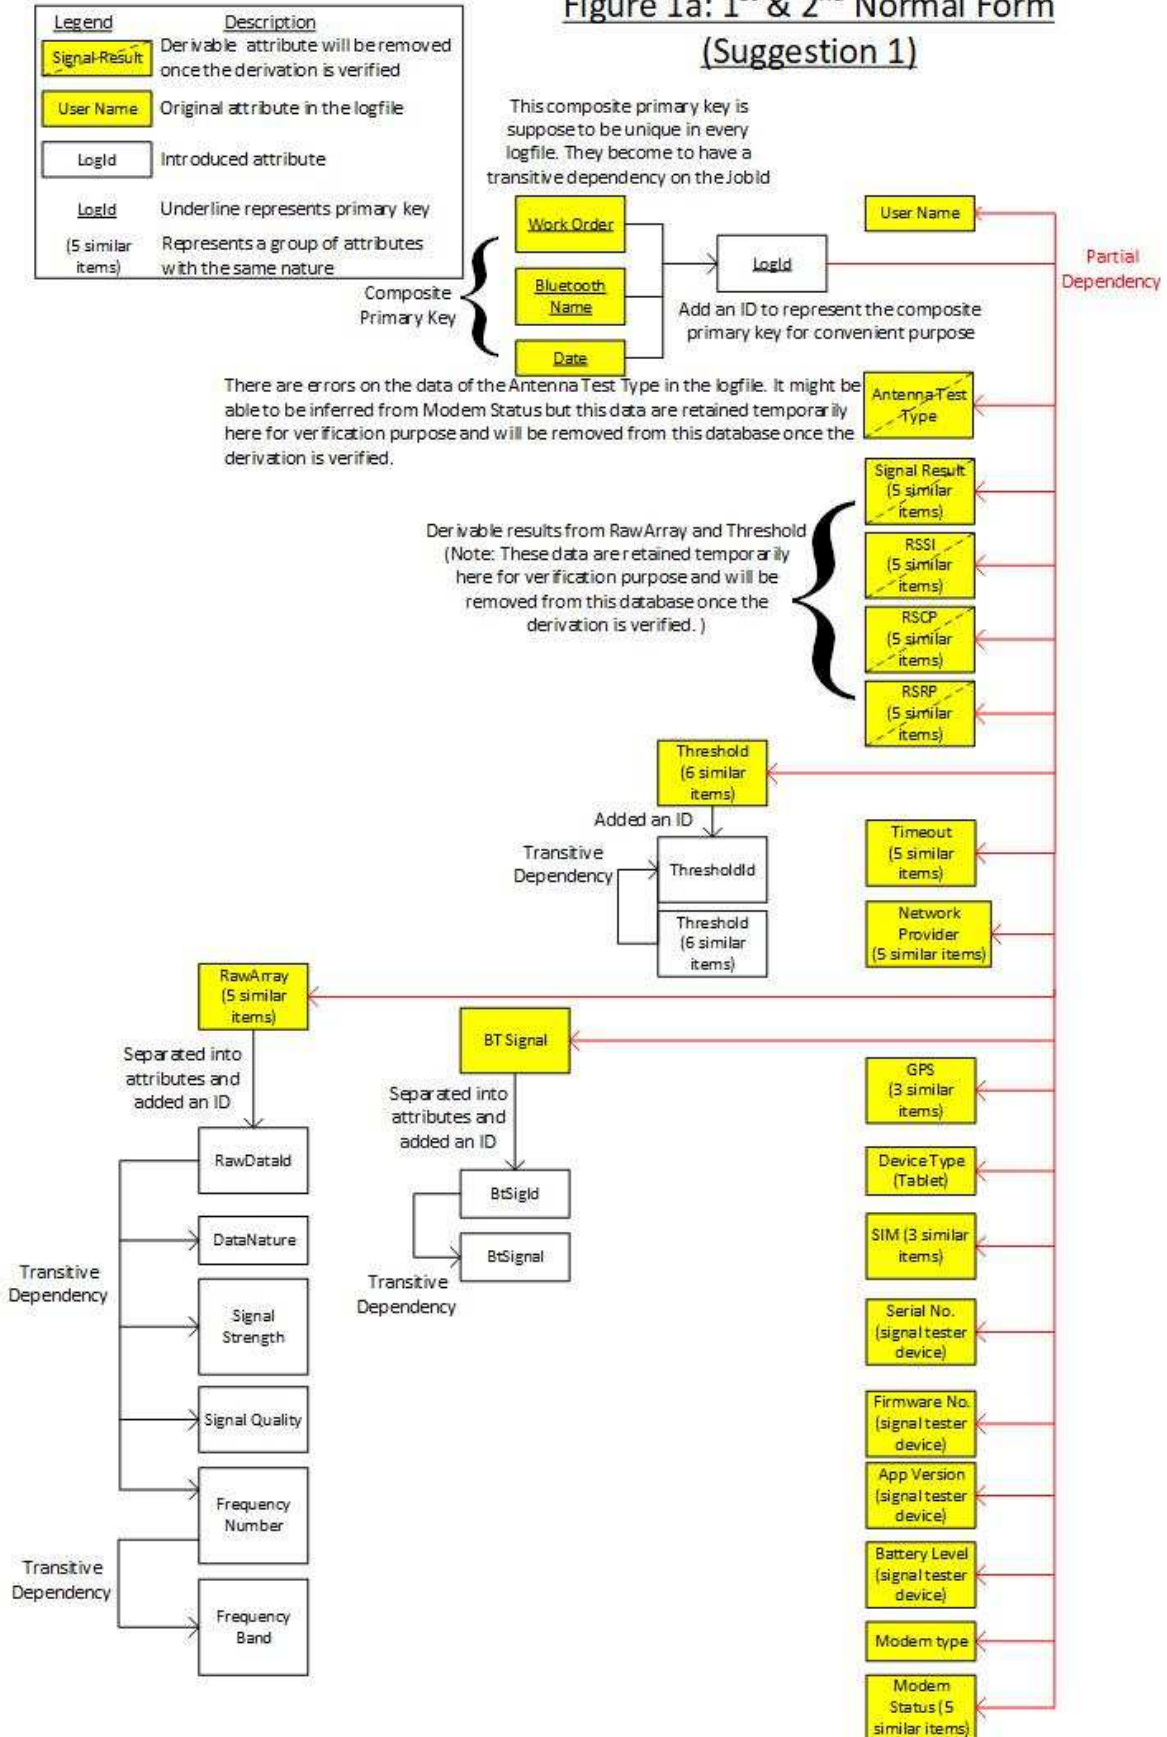 Figure 1a: 1st & 2nd Normal Form
(Suggestion 1)
Legend
Description
Signal Result
Derivable attribute will be removed
once the derivation is verified
User Name
Original attribute in the logfile
LogId
Introduced attribute
LogId
Underline represents primary key
(5 similar
items)
Represents a group of attributes
with the same nature
This composite primary key is
suppose to be unique in every
logfile. They become to have a
transitive dependency on the JobId
Work Order
Bluetooth
Name
Date
Composite
Primary Key
LogId
Add an ID to represent the composite
primary key for convenient purpose
User Name
Partial
Dependency
There are errors on the data of the Antenna Test Type in the logfile. It might be
able to be inferred from Modem Status but this data are retained temporarily
here for verification purpose and will be removed from this database once the
derivation is verified.
Antenna Test
Type
Signal Result
(5 similar
items)
RSSI
(5 similar
items)
RSCP
(5 similar
items)
RSRP
(5 similar
items)
Derivable results from RawArray and Threshold
(Note: These data are retained temporarily
here for verification purpose and will be
removed from this database once the
derivation is verified. )
Threshold
(6 similar
items)
Added an ID
Transitive
Dependency
ThresholdId
Threshold
(6 similar
items)
Timeout
(5 similar
items)
Network
Provider
(5 similar items)
RawArray
(5 similar
items)
Separated into
attributes and
added an ID
RawDataId
DataNature
Signal
Strength
Signal Quality
Frequency
Number
Frequency
Band
Transitive
Dependency
Transitive
Dependency
BT Signal
Separated into
attributes and
added an ID
BtSigId
BtSignal
Transitive
Dependency
GPS
(3 similar
items)
Device Type
(Tablet)
SIM (3 similar
items)
Serial No.
(signal tester
device)
Firmware No.
(signal tester
device)
App Version
(signal tester
device)
Battery Level
(signal tester
device)
Modem type
Modem
Status (5
similar items)